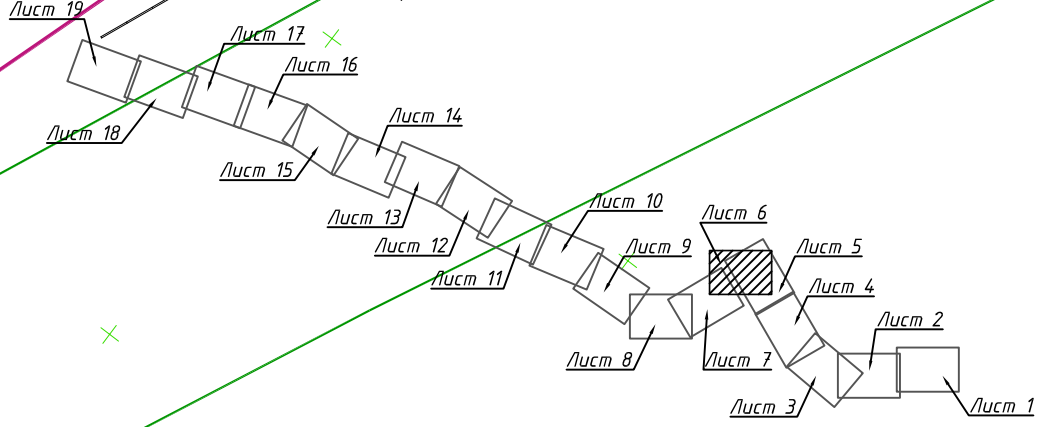 Лист 19
Лист 17
Лист 16
Лист 18
Лист 14
Лист 15
Лист 13
Лист 12
Лист 10
Лист 6
Лист 11
Лист 9
Лист 5
Лист 4
Лист 8
Лист 7
Лист 2
Лист 3
Лист 1